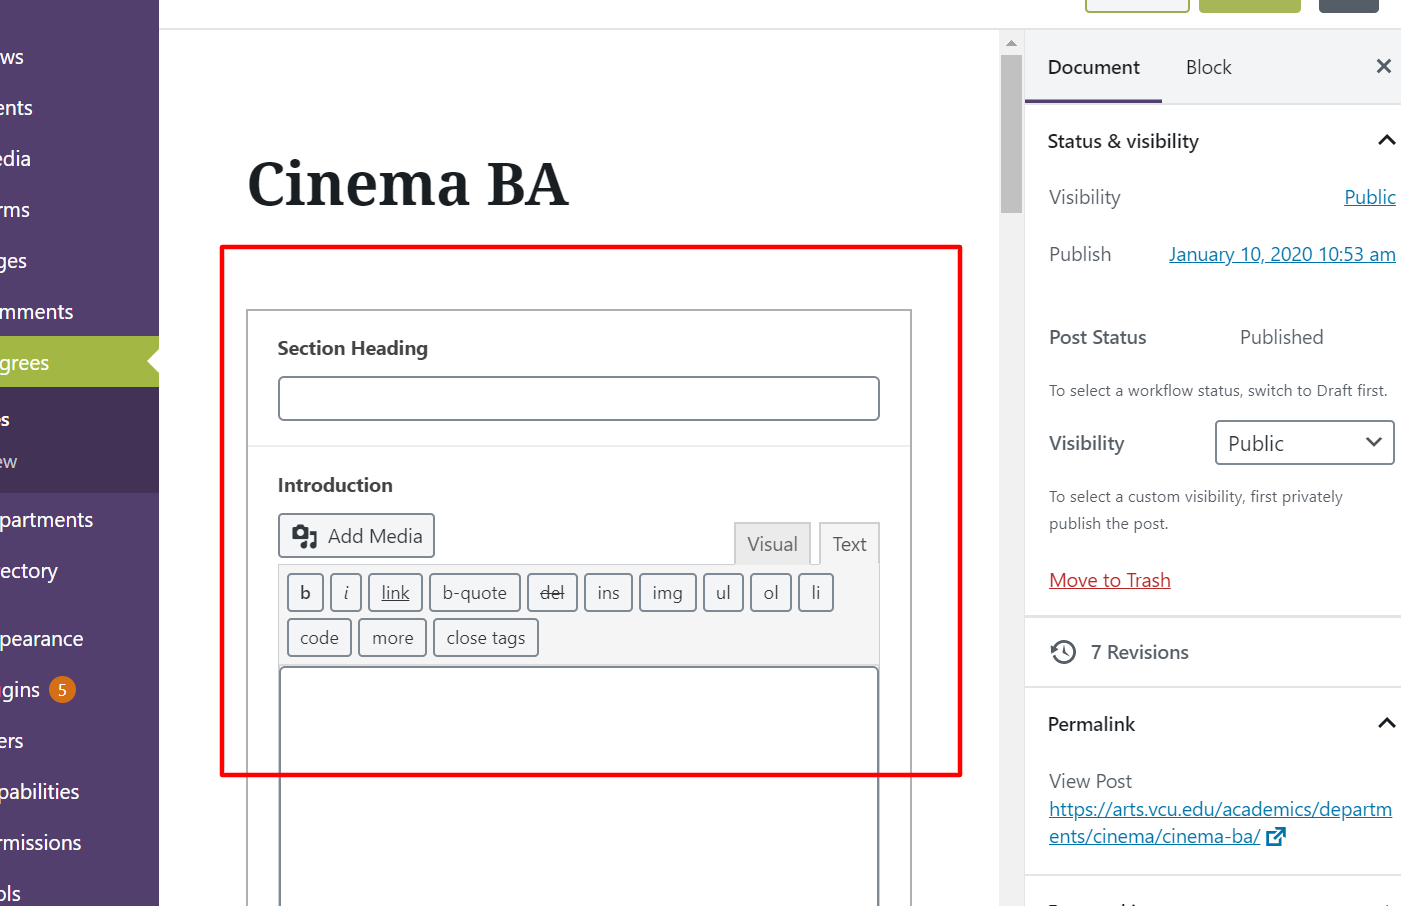 ws
ents
edia
rms
ges
mments
grees
s
ew
partments
ectory
pearance
gins 5
ers
pabilities
rmissions
ols
Cinema BA
Section Heading
Introduction
Add Media
Visual Text
b i link b-quote del ins img ul ol li
code more close tags
Document Block
Status & visibility
Visibility Public
Publish January 10, 2020 10:53 am
Post Status Published
To select a workflow status, switch to Draft first.
Visibility Public
To select a custom visibility, first privately
publish the post.
Move to Trash
7 Revisions
Permalink
View Post
https://arts.vcu.edu/academics/departm
ents/cinema/cinema-ba/